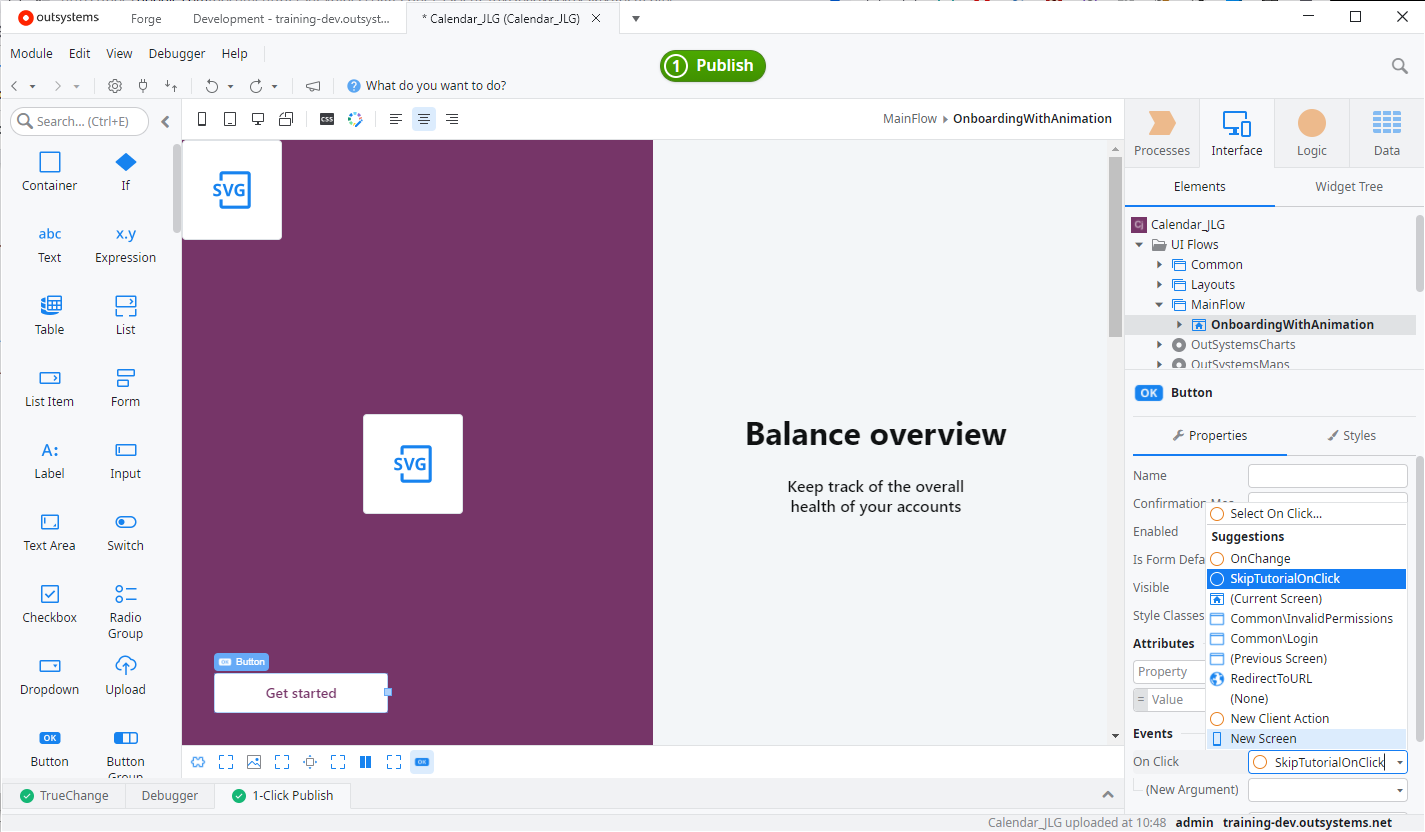 outsystems
Forge
Development - training-dev.outsyst...
* Calendar_JLG (Calendar_JLG)
Module Edit View Debugger Help
1 Publish
What do you want to do?
Search... (Ctrl+E)
css
MainFlow OnboardingWithAnimation
Processes Interface Logic Data
Elements Widget Tree
Container If
abc x.y
Text Expression
Table List
List Item Form
A:
Label Input
Text Area Switch
Checkbox Radio
Group
Dropdown Upload
OK
Button Button
Group
SVG
SVG
OK Button
Get started
Balance overview
Keep track of the overall
health of your accounts
OK
Cj Calendar_JLG
UI Flows
Common
Layouts
MainFlow
OnboardingWithAnimation
OutSystemsCharts
OutSystemsMaps
OK Button
Properties Styles
Name
Confirmation Mes
Enabled
Is Form Defa
Visible
Style Classes
Attributes
Property
= Value
Events
On Click SkipTutorialOnClick
(New Argument)
Select On Click...
Suggestions
OnChange
SkipTutorialOnClick
(Current Screen)
Common\InvalidPermissions
Common\Login
(Previous Screen)
RedirectToURL
(None)
New Client Action
New Screen
TrueChange Debugger 1-Click Publish
Calendar_JLG uploaded at 10:48 admin training-dev.outsystems.net